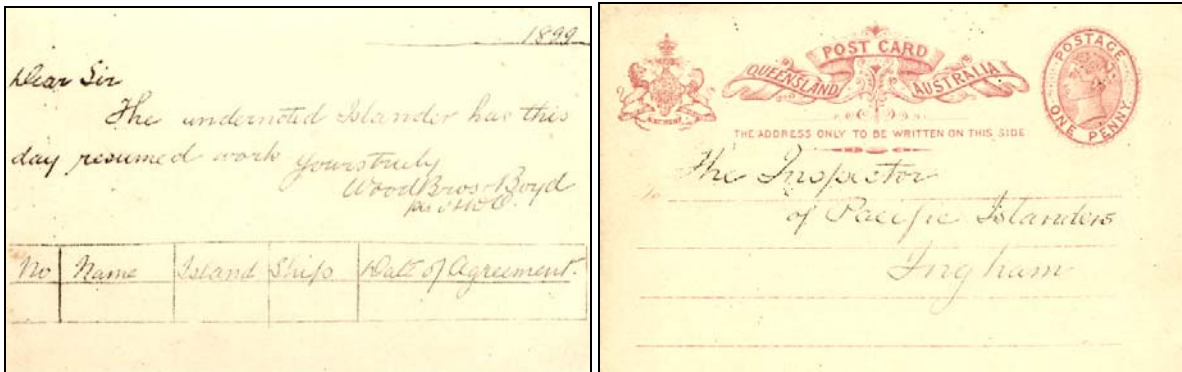 1899
Dear Sir
The undernoted Islander has this
day resumed work Yours truly
Wood Bros & Boyd
No Name Island Ship Date of Agreement.
POST CARD
QUEENSLAND AUSTRALIA
POSTAGE
ONE PENNY
THE ADDRESS ONLY TO BE WRITTEN ON THIS SIDE
To The Inspector
of Pacific Islanders
Ingham